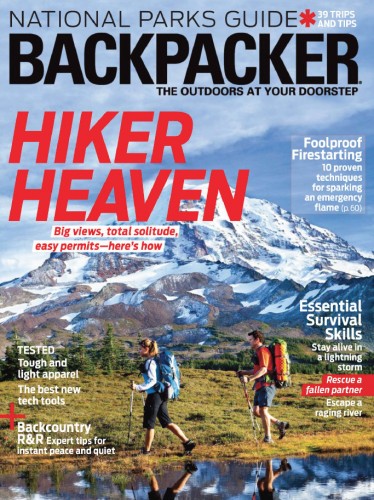 NATIONAL PARKS GUIDE
39 TRIPS
AND TIPS
BACKPACKER
THE OUTDOORS AT YOUR DOORSTEP
HIKER
HEAVEN
Big views, total solitude,
easy permits—here's how
Foolproof
Firestarting
10 proven
techniques
for sparking
an emergency
flame (p.60)
Essential
Survival
Skills
Stay alive in
a lightning
storm
Rescue a
fallen partner
Escape a
raging river
TESTED
Tough and
light apparel
The best new
tech tools
+
Backcountry
R&R Expert tips for
instant peace and quiet